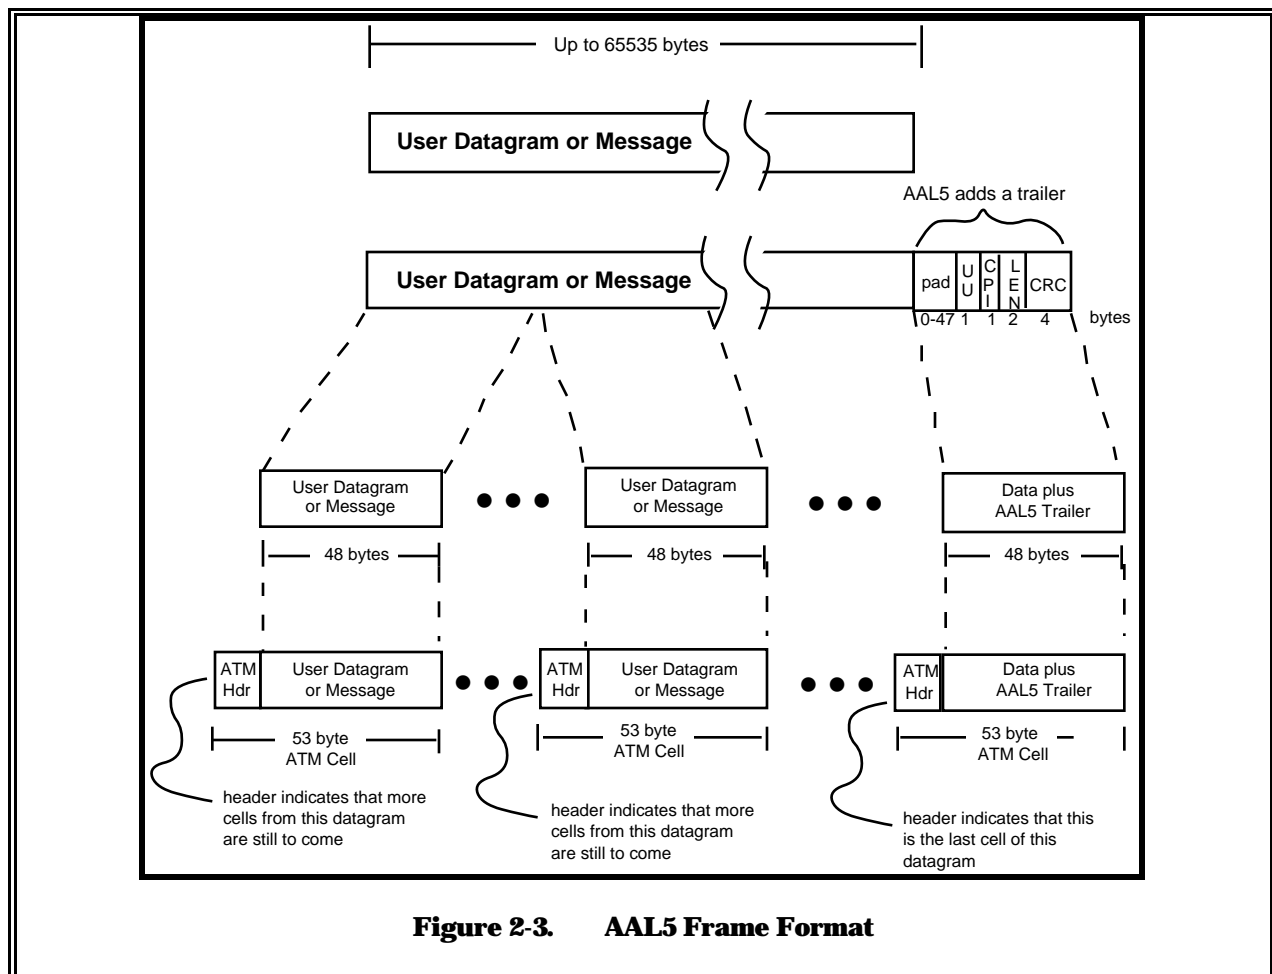 Up to 65535 bytes
User Datagram or Message
AAL5 adds a trailer
User Datagram or Message
pad
UU
CPI
LEN
CRC
0-47 1 1 2 4 bytes
User Datagram
or Message
User Datagram
or Message
Data plus
AAL5 Trailer
48 bytes
48 bytes
48 bytes
ATM
Hdr
User Datagram
or Message
ATM
Hdr
User Datagram
or Message
ATM
Hdr
Data plus
AAL5 Trailer
53 byte
ATM Cell
53 byte
ATM Cell
53 byte
ATM Cell
header indicates that more
cells from this datagram
are still to come
header indicates that more
cells from this datagram
are still to come
header indicates that this
is the last cell of this
datagram
Figure 2-3. AAL5 Frame Format